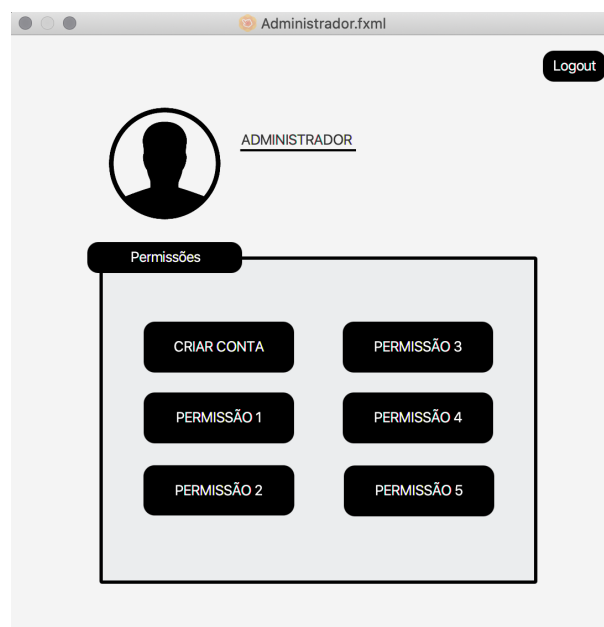 Administrador.fxml
Logout
ADMINISTRADOR
Permissões
CRIAR CONTA
PERMISSÃO 3
PERMISSÃO 1
PERMISSÃO 4
PERMISSÃO 2
PERMISSÃO 5